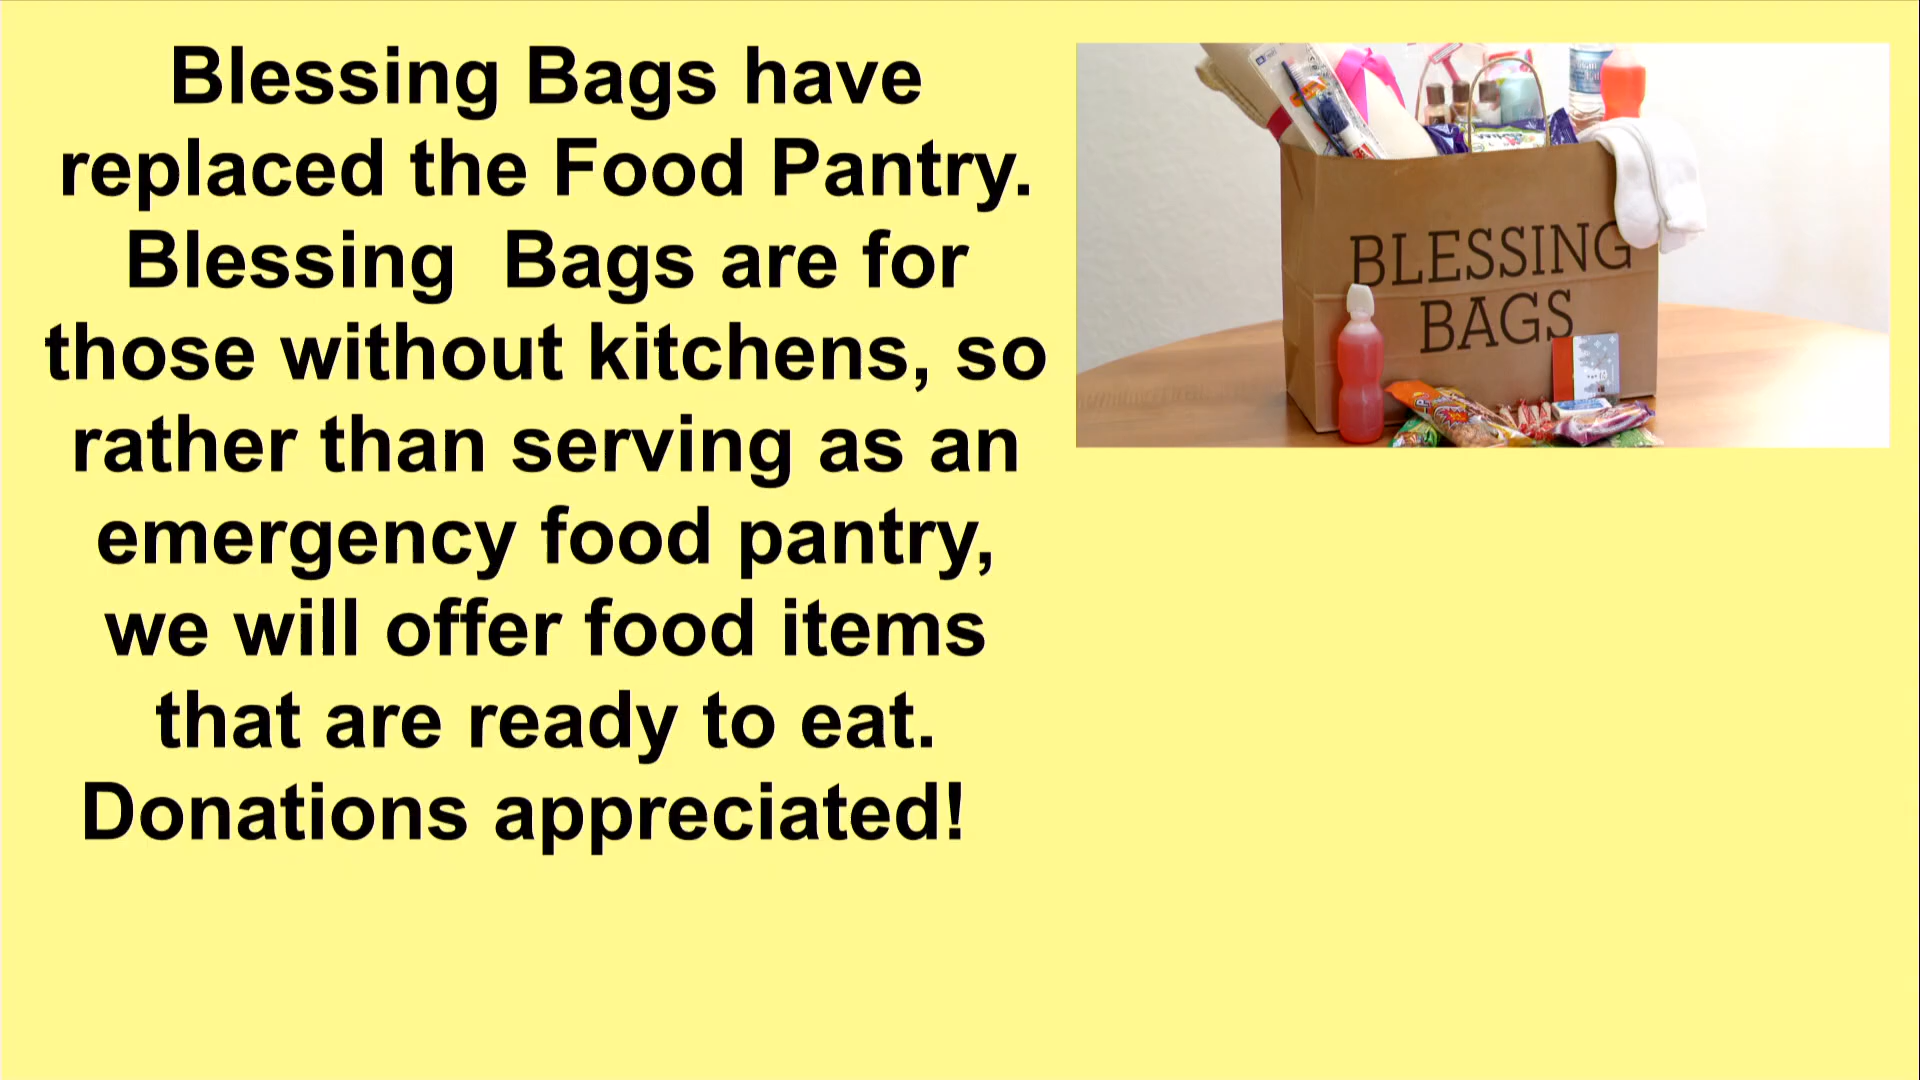 Blessing Bags have
replaced the Food Pantry.
Blessing  Bags are for
those without kitchens, so
rather than serving as an
emergency food pantry,
we will offer food items
that are ready to eat.
Donations appreciated!
BLESSING
BAGS